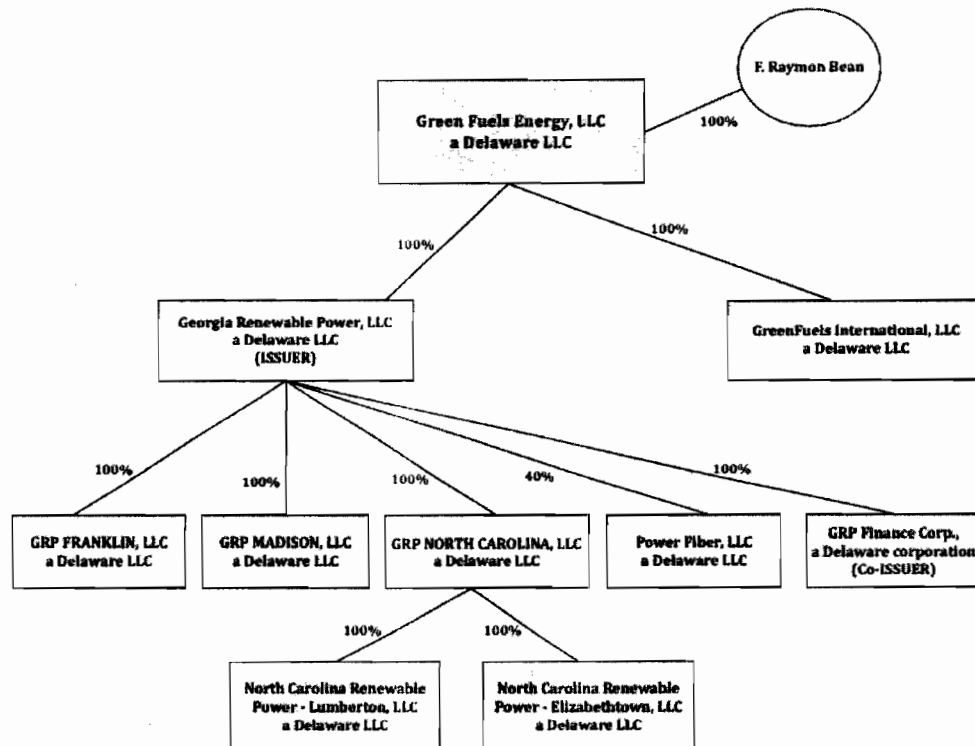 F. Raymon Bean
100%
Green Fuels Energy, LLC
a Delaware LLC
100%
100%
Georgia Renewable Power, LLC
a Delaware LLC
(ISSUER)
GreenFuels International, LLC
a Delaware LLC
100%
100%
100%
40%
100%
GRP FRANKLIN, LLC
a Delaware LLC
GRP MADISON, LLC
a Delaware LLC
GRP NORTH CAROLINA, LLC
a Delaware LLC
Power Fiber, LLC
a Delaware LLC
GRP Finance Corp.,
a Delaware corporation
(Co-ISSUER)
100%
100%
North Carolina Renewable
Power - Lumberton, LLC
a Delaware LLC
North Carolina Renewable
Power - Elizabethtown, LLC
a Delaware LLC